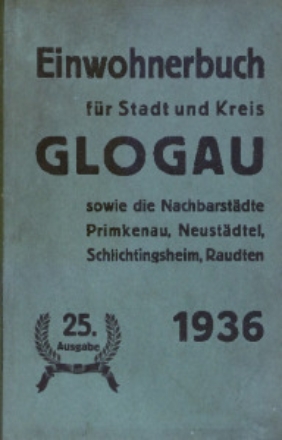 Einwohnerbuch
für Stadt und Kreis
GLOGAU
sowie die Nachbarstädte
Primkenau, Neustädtel,
Schlichtingsheim, Raudten
25.
Ausgabe
1936